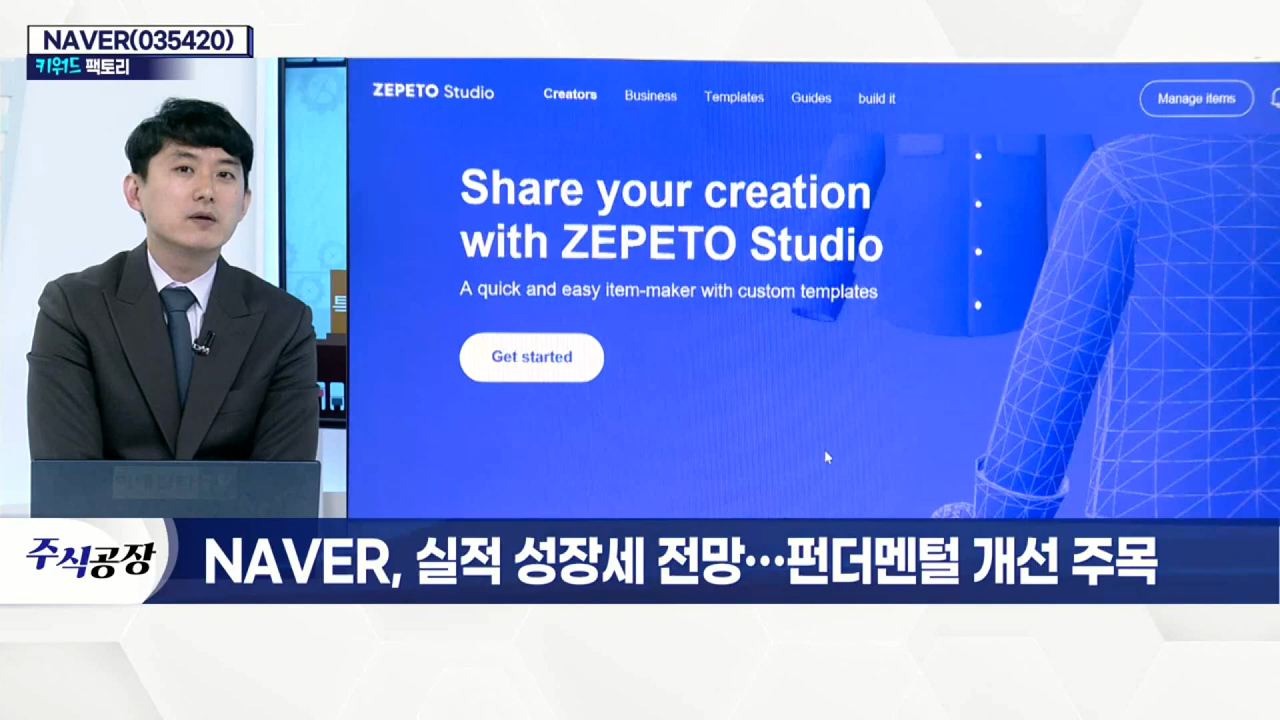 NAVER(035420)
키워드 팩토리
ZEPETO Studio
Creators Business Templates Guides build it Manage items
Share your creation
with ZEPETO Studio
A quick and easy item-maker with custom templates
Get started
주식공장
NAVER, 실적 성장세 전망…펀더멘털 개선 주목